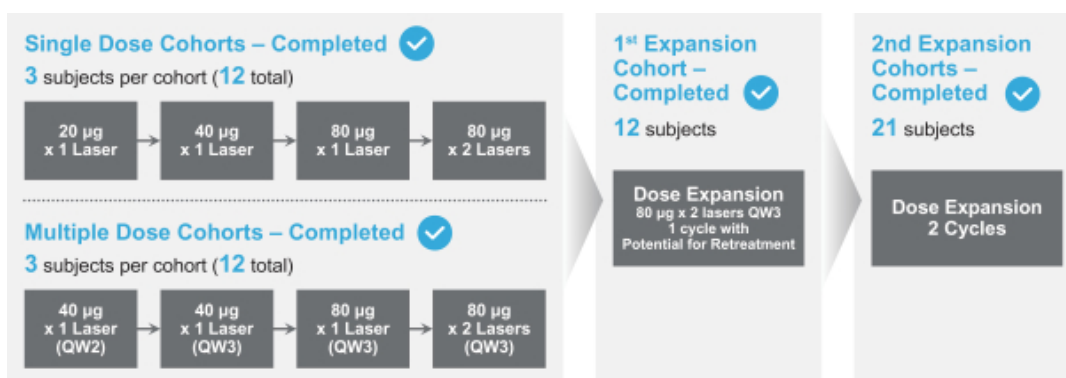 Single Dose Cohorts – Completed
3 subjects per cohort (12 total)
20 µg
x 1 Laser
40 µg
x 1 Laser
80 µg
x 1 Laser
80 µg
x 2 Lasers
Multiple Dose Cohorts – Completed
3 subjects per cohort (12 total)
40 µg
x 1 Laser
(QW2)
40 µg
x 1 Laser
(QW3)
80 µg
x 1 Laser
(QW3)
80 µg
x 2 Lasers
(QW3)
1st Expansion
Cohort –
Completed
12 subjects
Dose Expansion
80 µg x 2 lasers QW3
1 cycle with
Potential for Retreatment
2nd Expansion
Cohorts –
Completed
21 subjects
Dose Expansion
2 Cycles